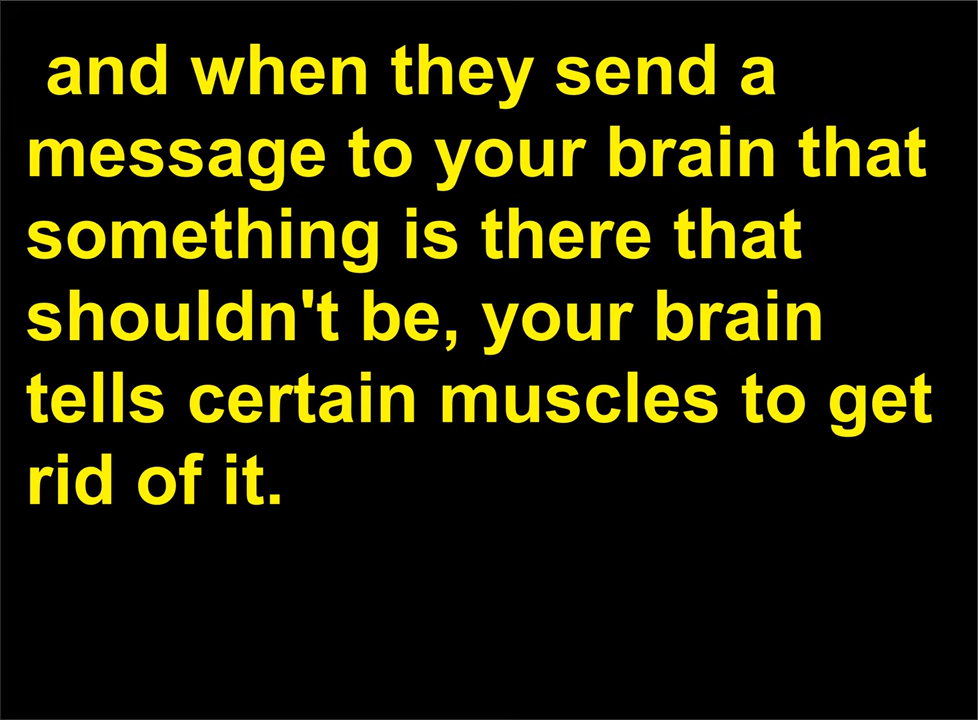 and when they send a
message to your brain that
something is there that
shouldn't be, your brain
tells certain muscles to get
rid of it.